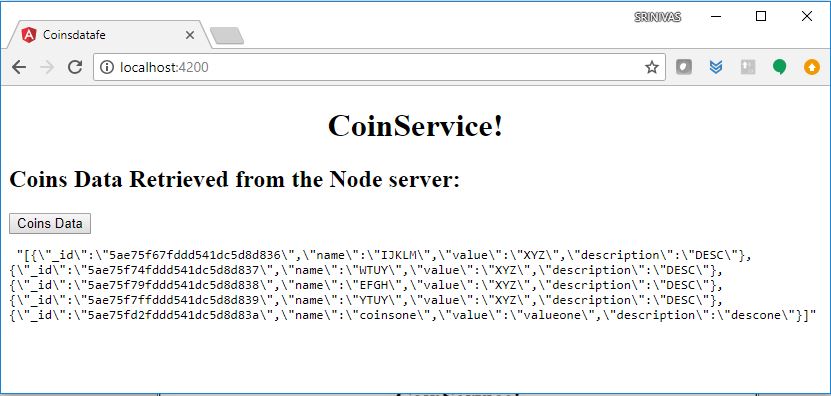 SRINIVAS
Coinsdatafe
localhost:4200
CoinService!
Coins Data Retrieved from the Node server:
Coins Data
"[{\"_id\":\"5ae75f67fddd541dc5d8d836\",\"name\":\"IJKLM\",\"value\":\"XYZ\",\"description\":\"DESC\"},
{\"_id\":\"5ae75f74fddd541dc5d8d837\",\"name\":\"WTUY\",\"value\":\"XYZ\",\"description\":\"DESC\"},
{\"_id\":\"5ae75f79fddd541dc5d8d838\",\"name\":\"EFGH\",\"value\":\"XYZ\",\"description\":\"DESC\"},
{\"_id\":\"5ae75f7ffddd541dc5d8d839\",\"name\":\"YTUY\",\"value\":\"XYZ\",\"description\":\"DESC\"},
{\"_id\":\"5ae75fd2fddd541dc5d8d83a\",\"name\":\"coinsone\",\"value\":\"valueone\",\"description\":\"descone\"}]"